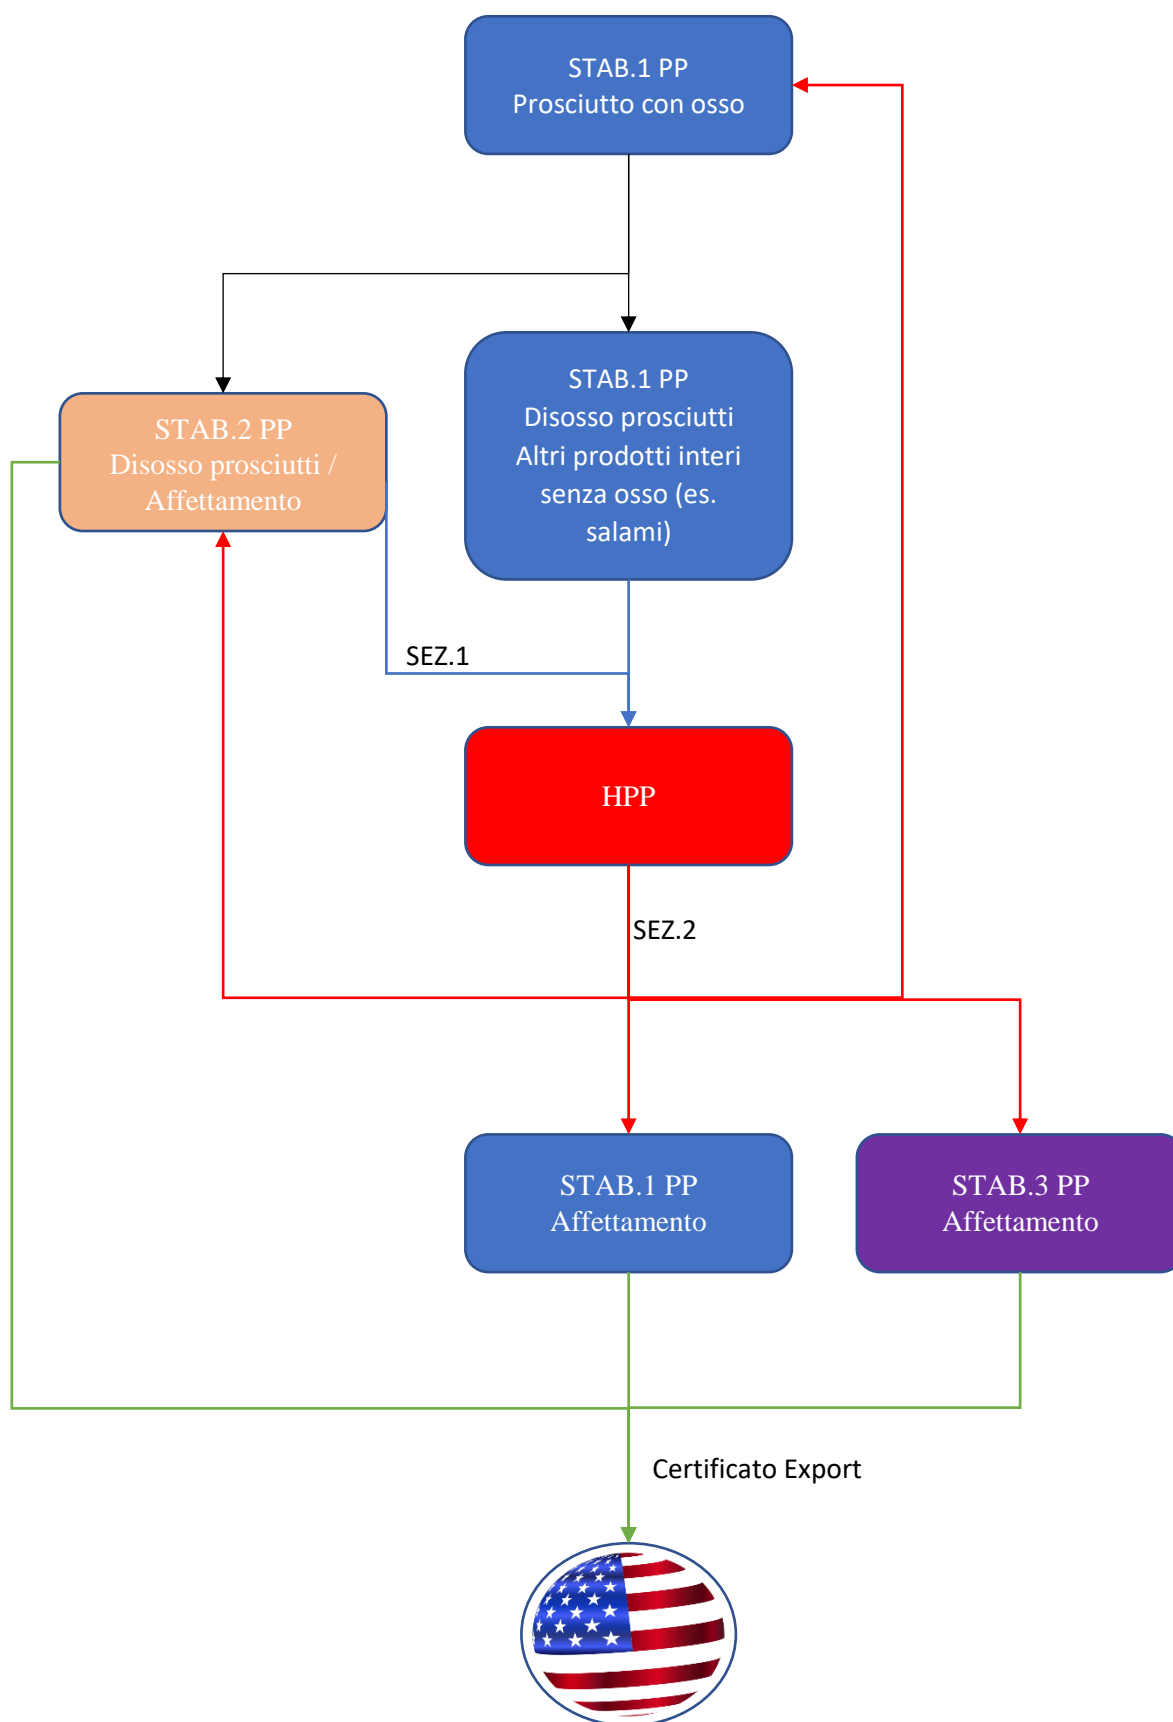 STAB.1 PP
Prosciutto con osso
STAB.1 PP
Disosso prosciutti
Altri prodotti interi
senza osso (es.
salami)
STAB.2 PP
Disosso prosciutti /
Affettamento
SEZ.1
HPP
SEZ.2
STAB.1 PP
Affettamento
STAB.3 PP
Affettamento
Certificato Export